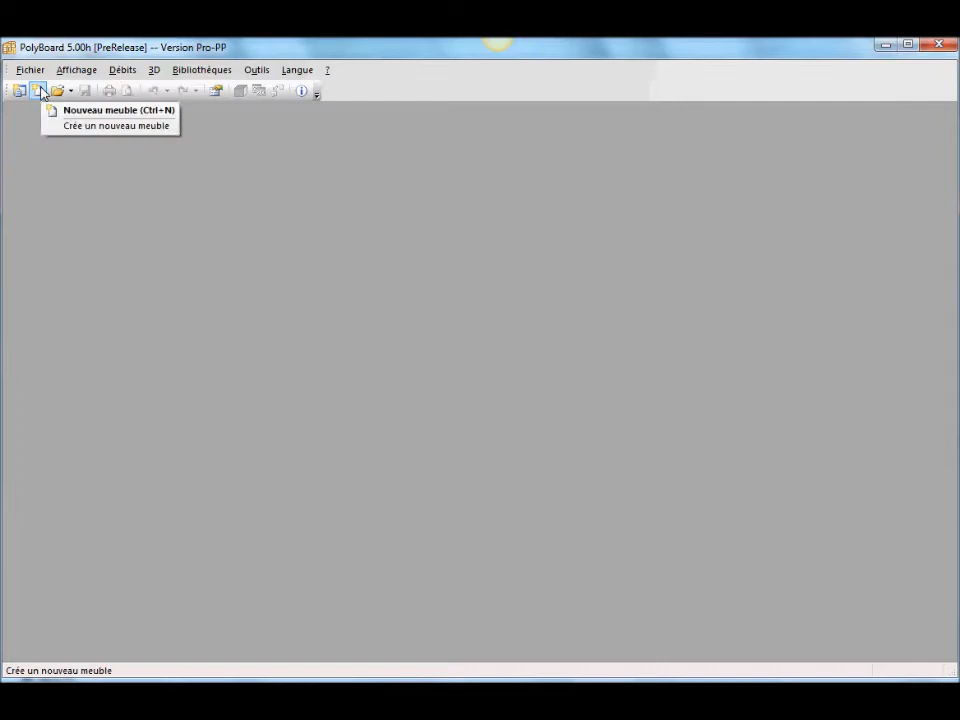 PolyBoard 5.00h [PreRelease] -- Version Pro-PP
Fichier Affichage Débits 3D Bibliothèques Outils Langue ?
Nouveau meuble (Ctrl+N)
Crée un nouveau meuble
Crée un nouveau meuble